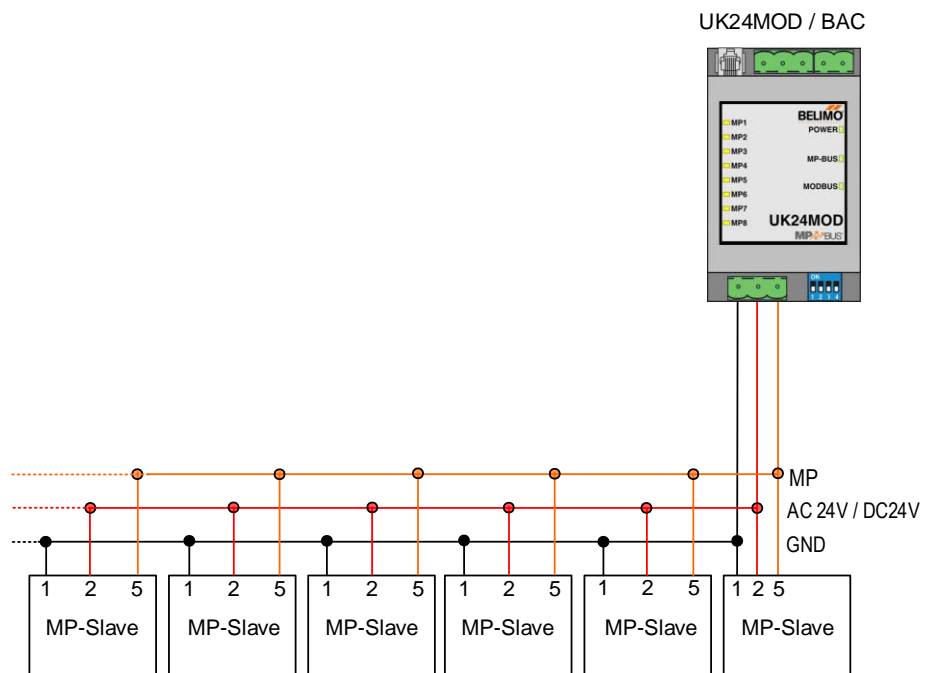 UK24MOD / BAC
BELIMO
POWER
MP1
MP2
MP3
MP-BUS
MP4
MP5
MODBUS
MP6
MP7
MP8
UK24MOD
MP BUS
ON
1 2 3 4
MP
AC 24V / DC24V
GND
1 2 5 1 2 5 1 2 5 1 2 5 1 2 5 1 2 5
MP-Slave MP-Slave MP-Slave MP-Slave MP-Slave MP-Slave